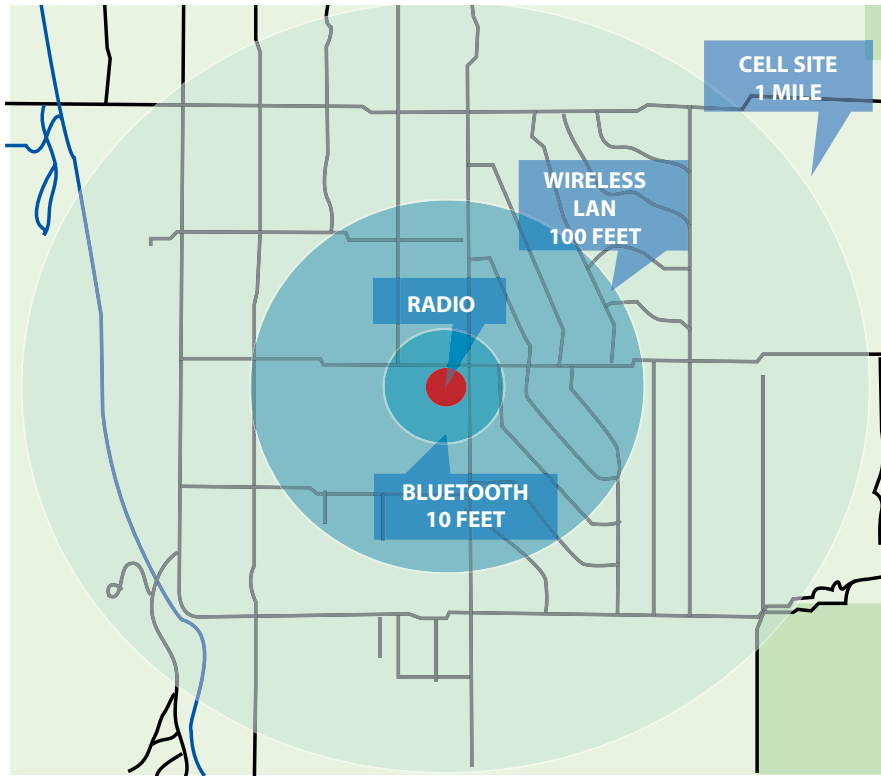 CELL SITE
1 MILE
WIRELESS
LAN
100 FEET
RADIO
BLUETOOTH
10 FEET